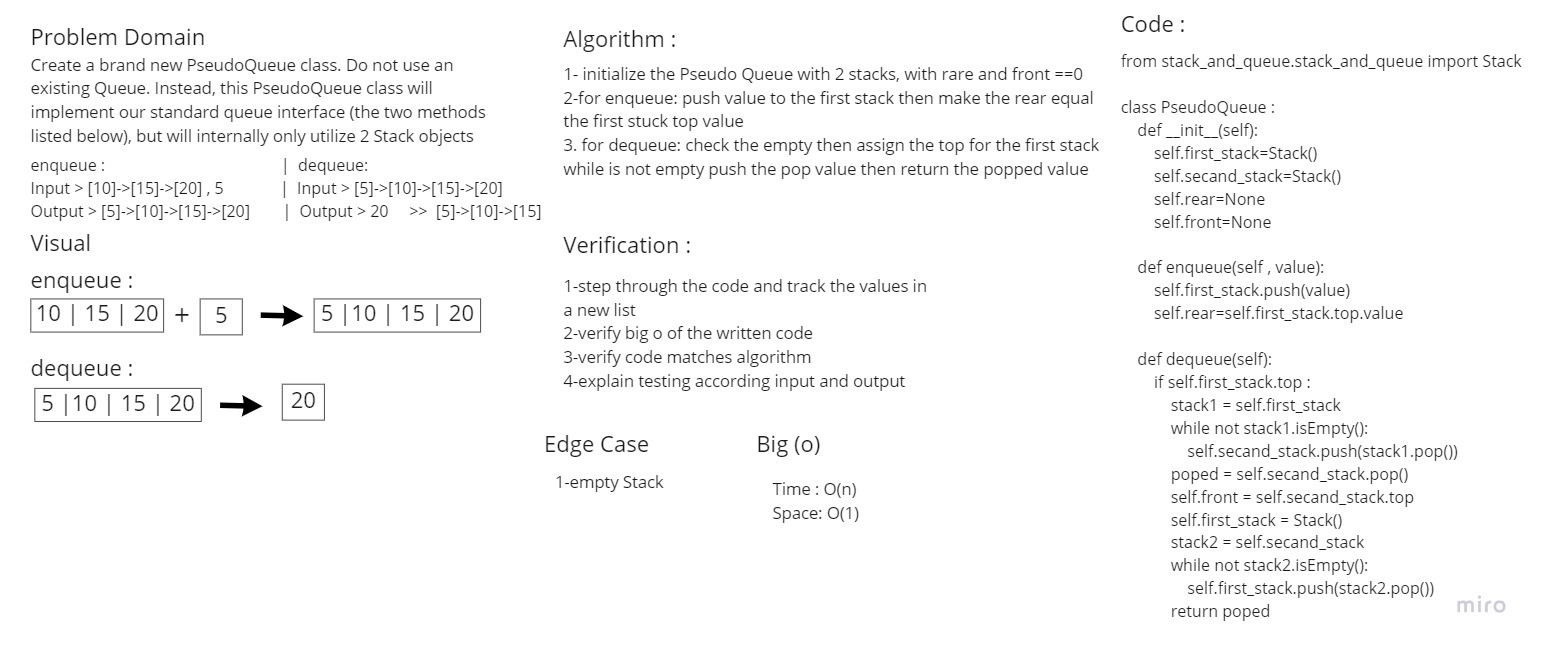 Problem Domain
Create a brand new PseudoQueue class. Do not use an
existing Queue. Instead, this PseudoQueue class will
implement our standard queue interface (the two methods
listed below), but will internally only utilize 2 Stack objects
enqueue : | dequeue:
Input > [10]->[15]->[20] , 5 | Input > [5]->[10]->[15]->[20]
Output > [5]->[10]->[15]->[20] | Output > 20 >> [5]->[10]->[15]
Visual
enqueue :
10 | 15 | 20 + 5 5 |10 | 15 | 20
dequeue :
5 |10 | 15 | 20 20
Algorithm :
1- initialize the Pseudo Queue with 2 stacks, with rare and front ==0
2-for enqueue: push value to the first stack then make the rear equal
the first stuck top value
3. for dequeue: check the empty then assign the top for the first stack
while is not empty push the pop value then return the popped value
Verification :
1-step through the code and track the values in
a new list
2-verify big o of the written code
3-verify code matches algorithm
4-explain testing according input and output
Edge Case
1-empty Stack
Big (o)
Time : O(n)
Space: O(1)
Code :
from stack_and_queue.stack_and_queue import Stack
class PseudoQueue :
def __init__(self):
self.first_stack=Stack()
self.secand_stack=Stack()
self.rear=None
self.front=None
def enqueue(self , value):
self.first_stack.push(value)
self.rear=self.first_stack.top.value
def dequeue(self):
if self.first_stack.top :
stack1 = self.first_stack
while not stack1.isEmpty():
self.secand_stack.push(stack1.pop())
poped = self.secand_stack.pop()
self.front = self.secand_stack.top
self.first_stack = Stack()
stack2 = self.secand_stack
while not stack2.isEmpty():
self.first_stack.push(stack2.pop())
return poped
miro